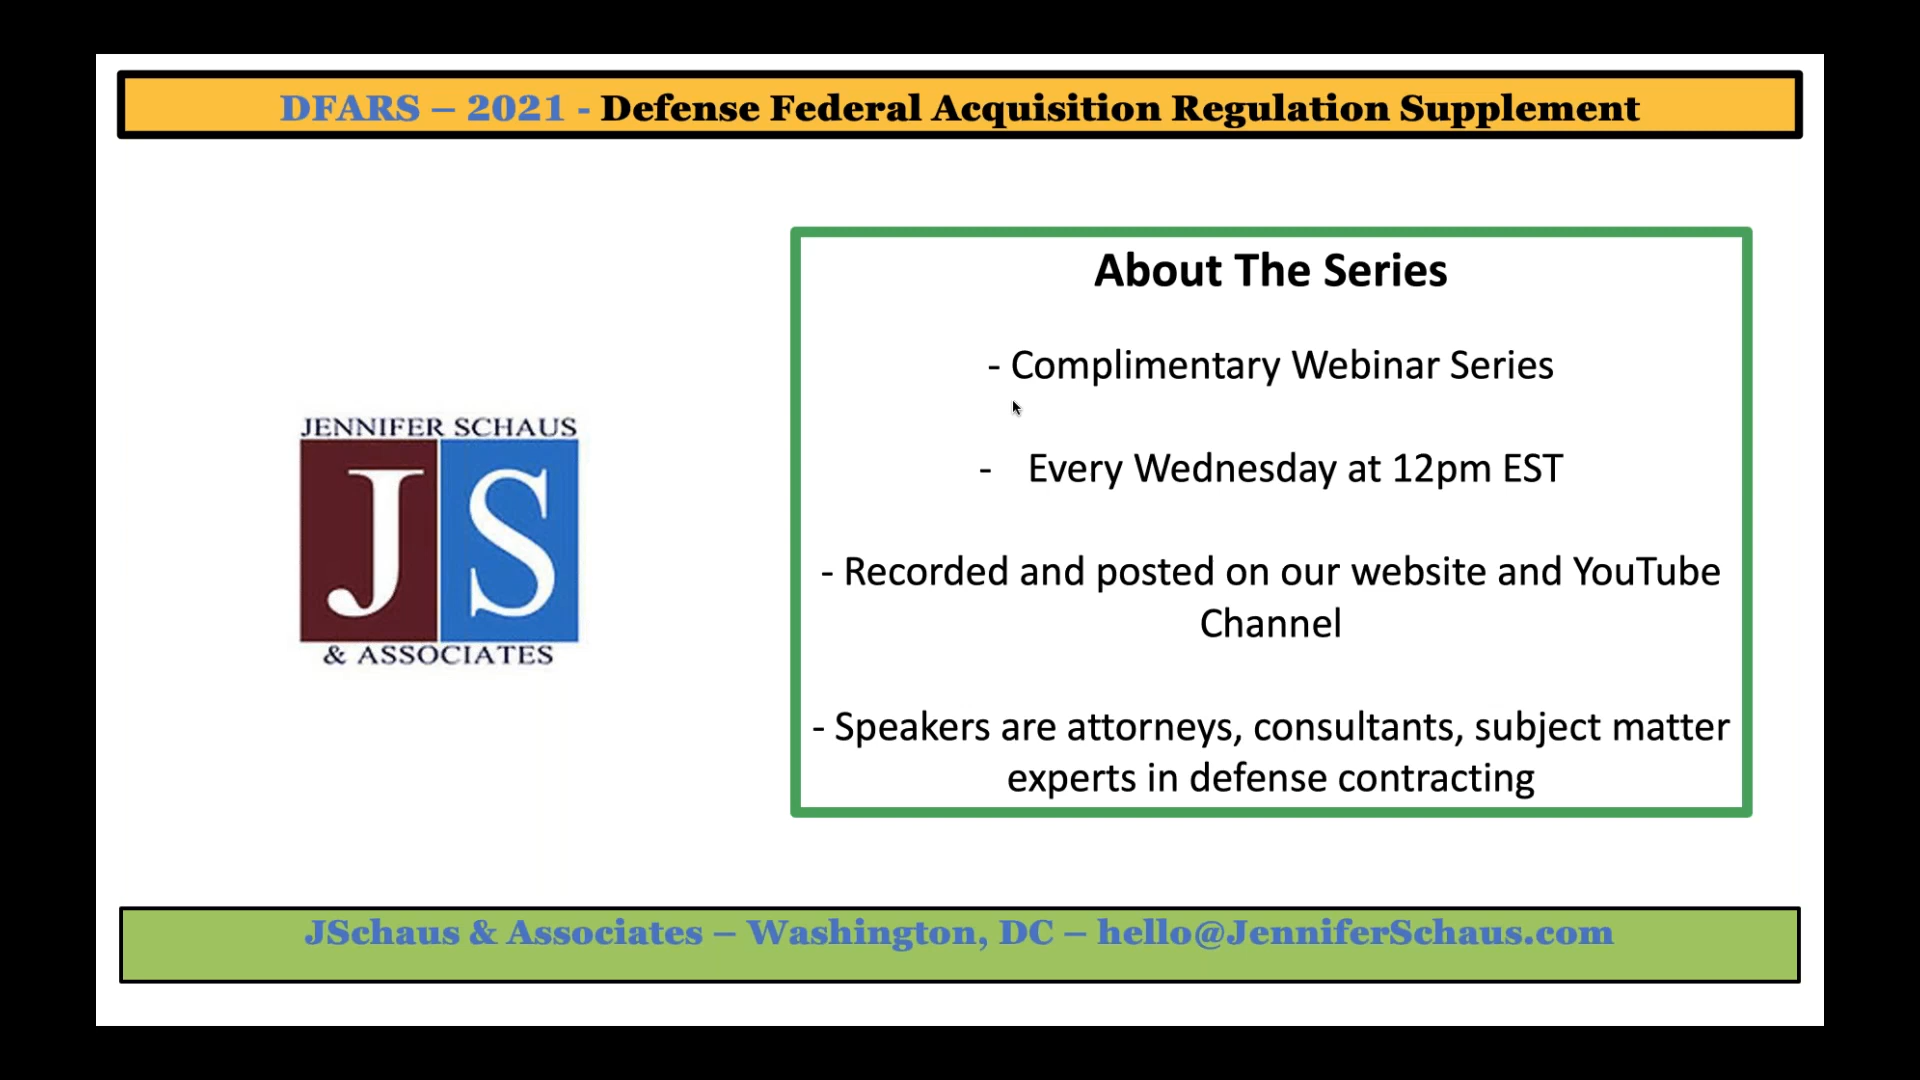 DFARS – 2021 - Defense Federal Acquisition Regulation Supplement
JENNIFER SCHAUS
JS
& ASSOCIATES
About The Series
- Complimentary Webinar Series
- Every Wednesday at 12pm EST
- Recorded and posted on our website and YouTube
Channel
- Speakers are attorneys, consultants, subject matter
experts in defense contracting
JSchaus & Associates – Washington, DC – hello@JenniferSchaus.com